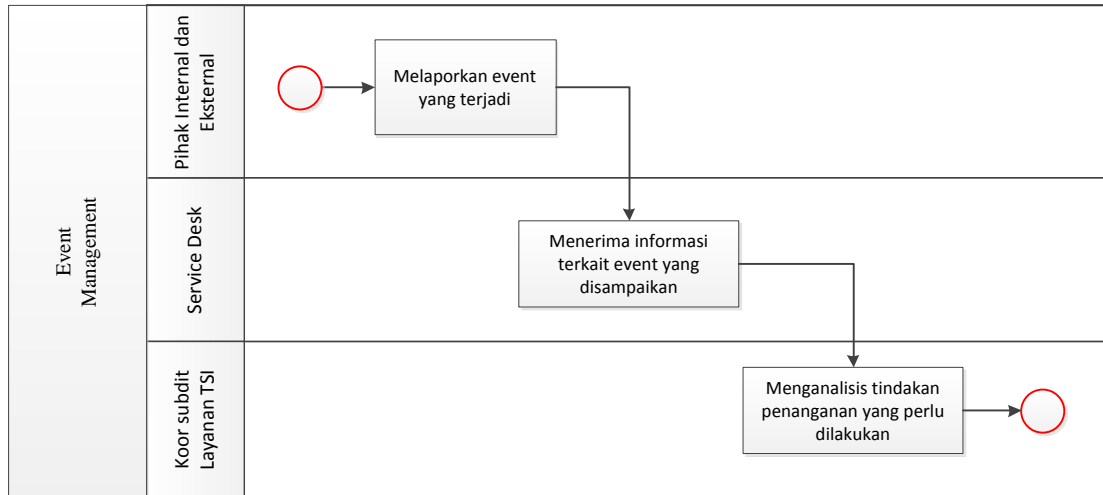 Event
Management
Pihak Internal dan
Eksternal
Melaporkan event
yang terjadi
Service Desk
Menerima informasi
terkait event yang
disampaikan
Koor subdit
Layanan TSI
Menganalisis tindakan
penanganan yang perlu
dilakukan